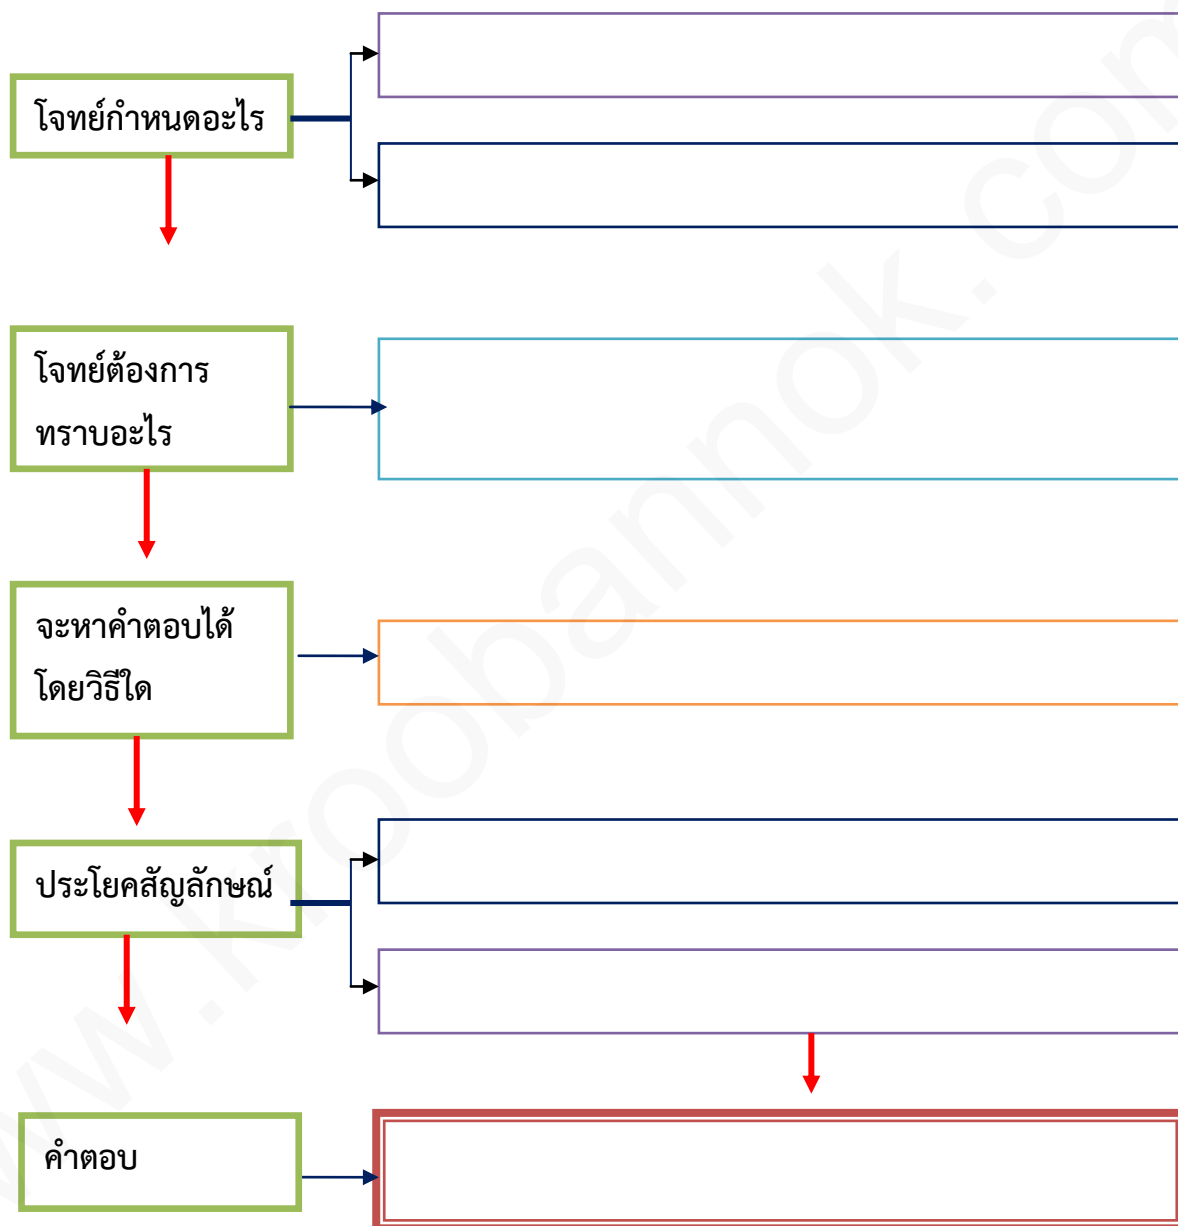 โจทย์กำหนดอะไร
โจทย์ต้องการ
ทราบอะไร
จะหาคำตอบได้
โดยวิธีใด
ประโยคสัญลักษณ์
คำตอบ
www.kroobannok.com